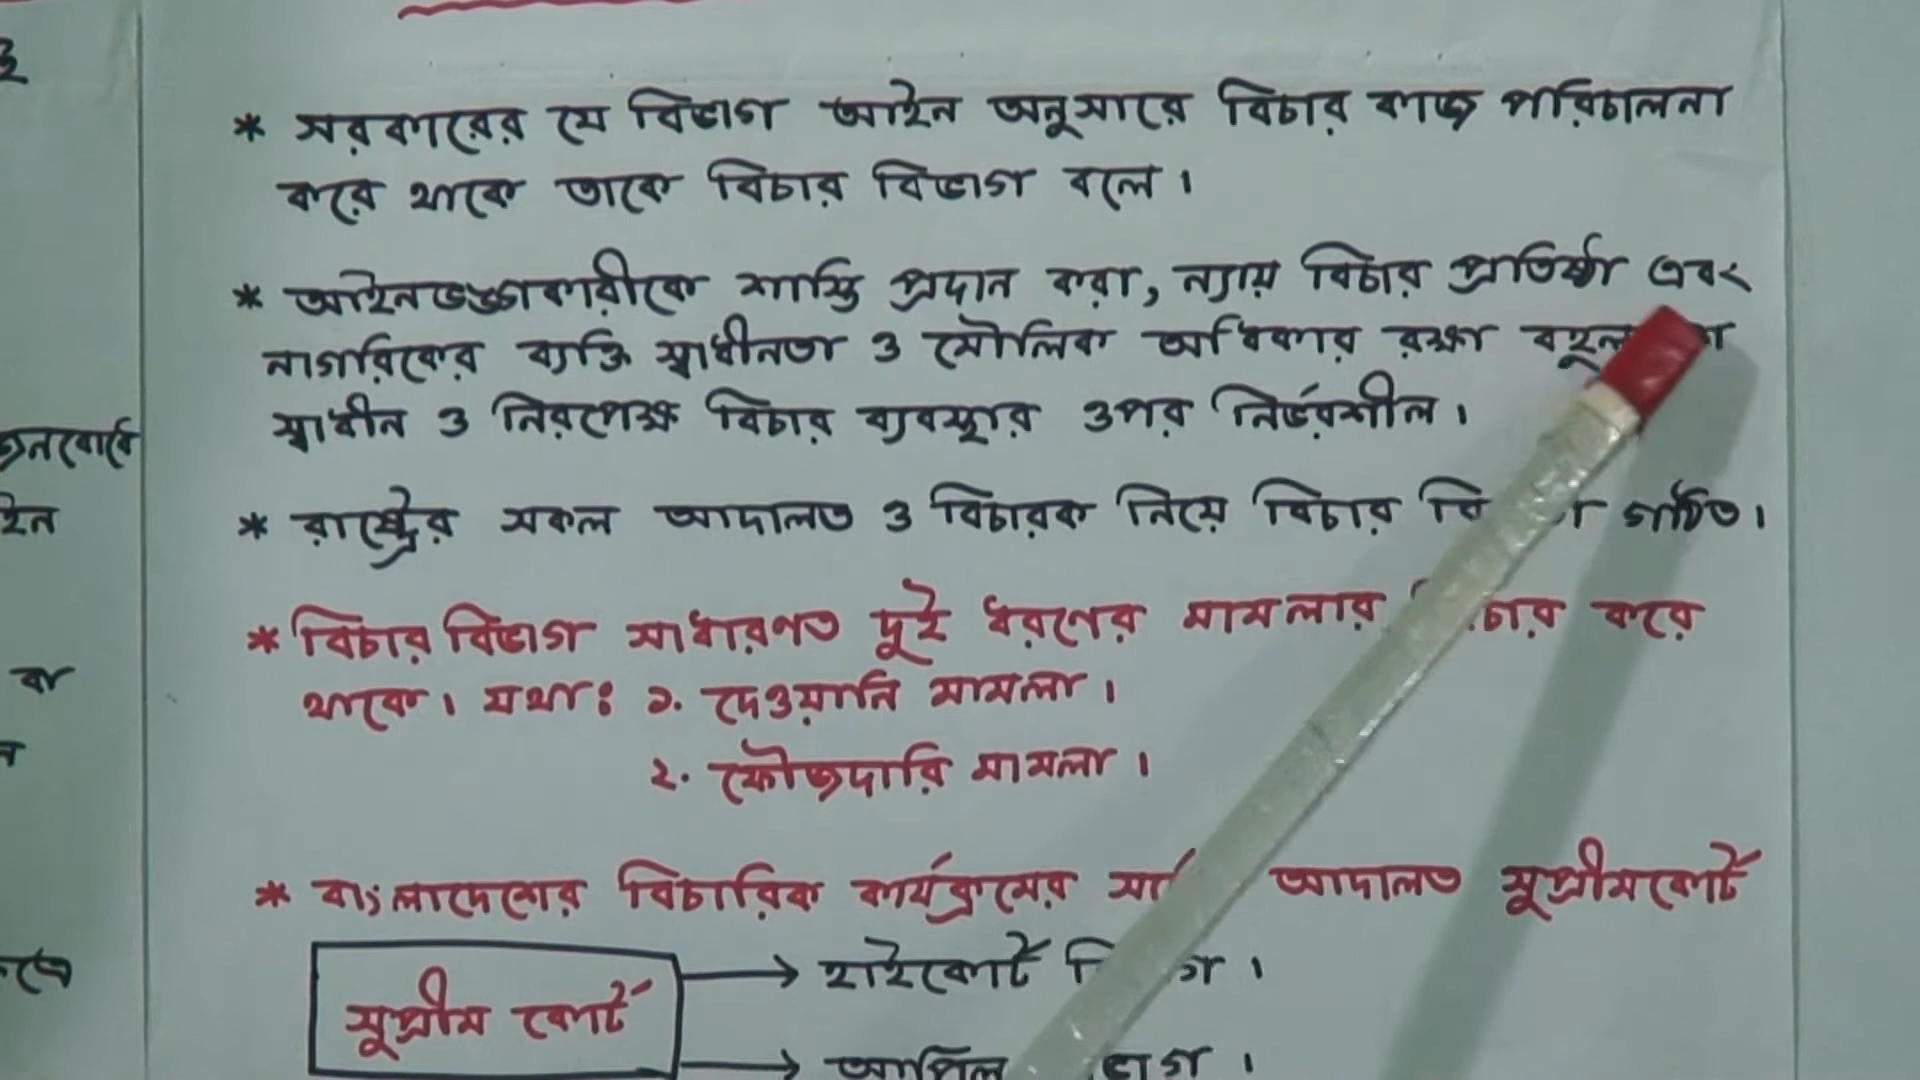 * সরকারের যে বিভাগ আইন অনুসারে বিচার কাজ পরিচালনা
করে থাকে তাকে বিচার বিভাগ বলে।
* আইনভঙ্গকারীকে শাস্তি প্রদান করা, ন্যায় বিচার প্রতিষ্ঠা এবং
নাগরিকের ব্যক্তি স্বাধীনতা ও মৌলিক অধিকার রক্ষা
স্বাধীন ও নিরপেক্ষ বিচার ব্যবস্থার ওপর নির্ভরশীল।
* রাষ্ট্রের সকল আদালত ও বিচারক নিয়ে বিচার গঠিত।
* বিচার বিভাগ সাধারণত দুই ধরণের মামলার করে
থাকে। যথাঃ ১. দেওয়ানি মামলা।
২. ফৌজদারি মামলা।
* বাংলাদেশের বিচারিক কার্যক্রমের আদালত সুপ্রীমকোর্ট
সুপ্রীম কোর্ট
হাইকোর্ট
আপিল
বা